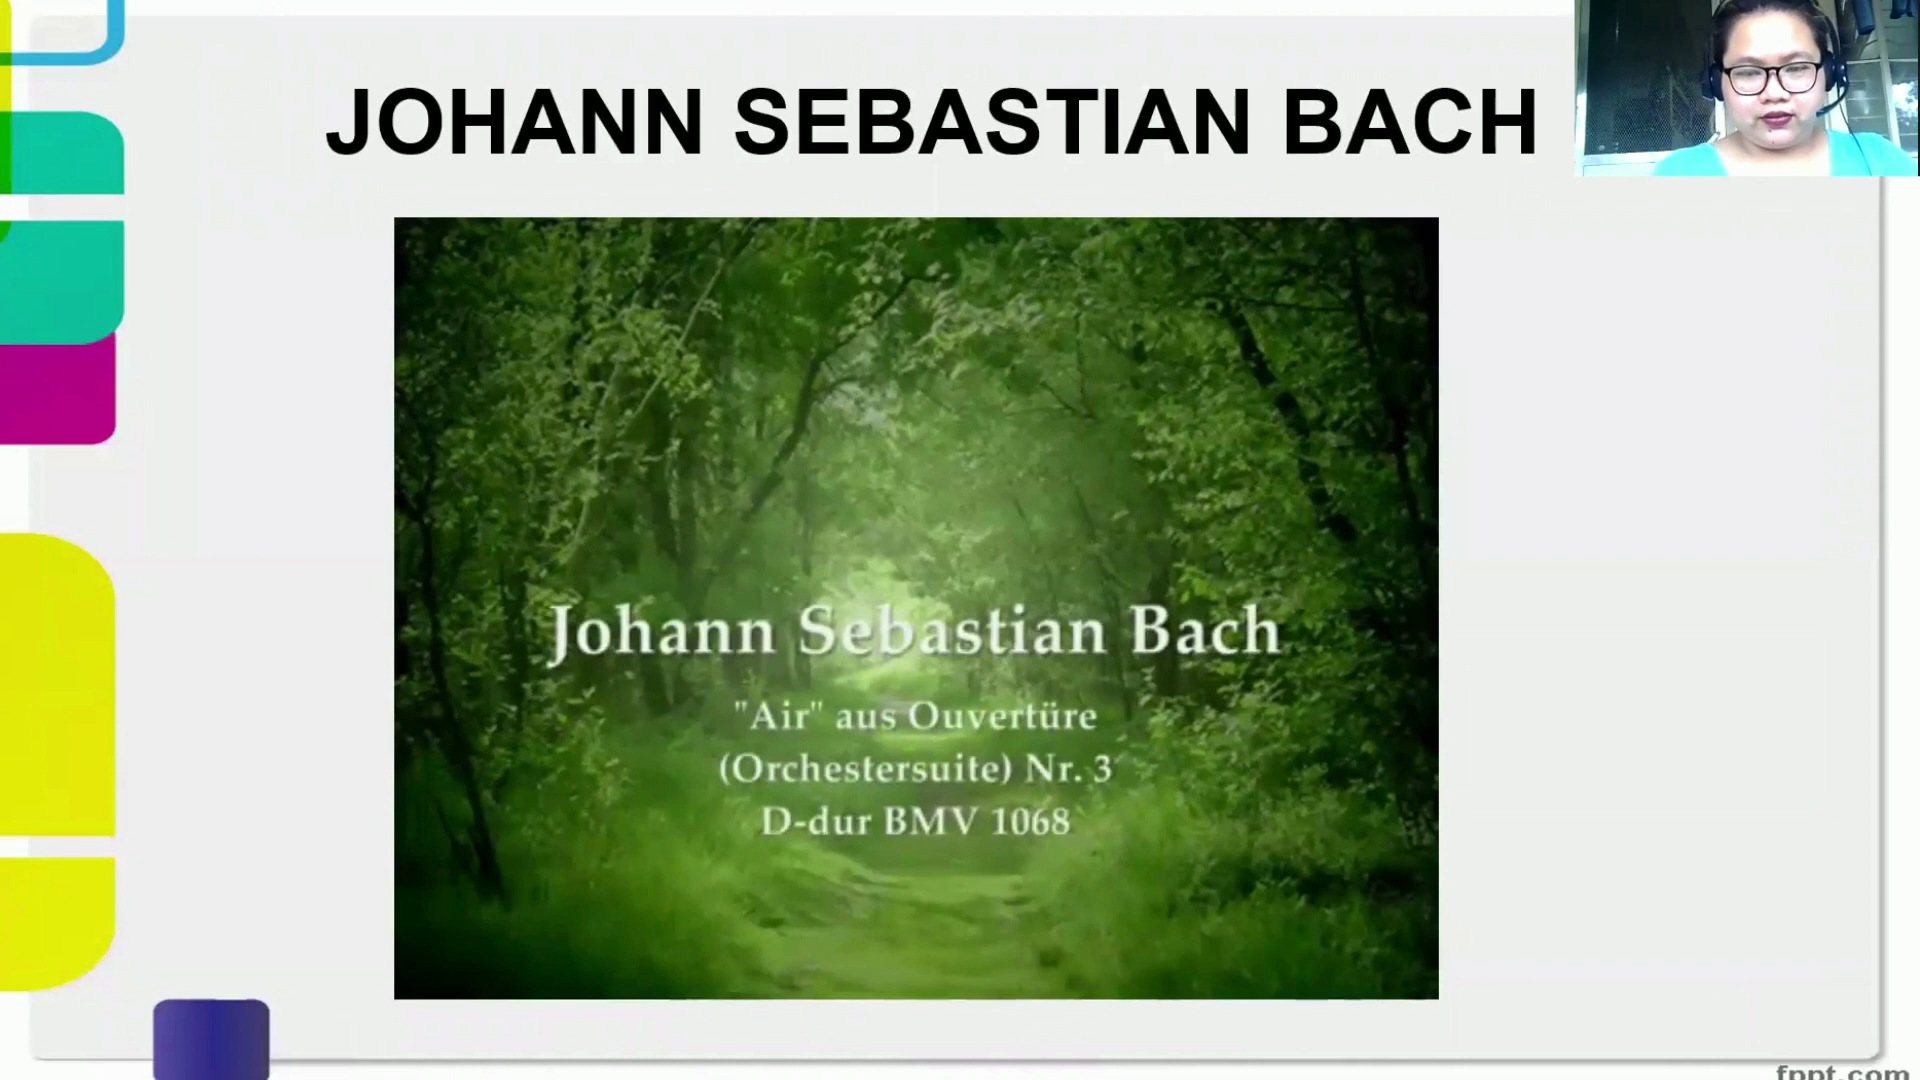 JOHANN SEBASTIAN BACH
Johann Sebastian Bach
"Air" aus Ouvertüre
(Orchestersuite) Nr. 3
D-dur BMV 1068
fppt.com